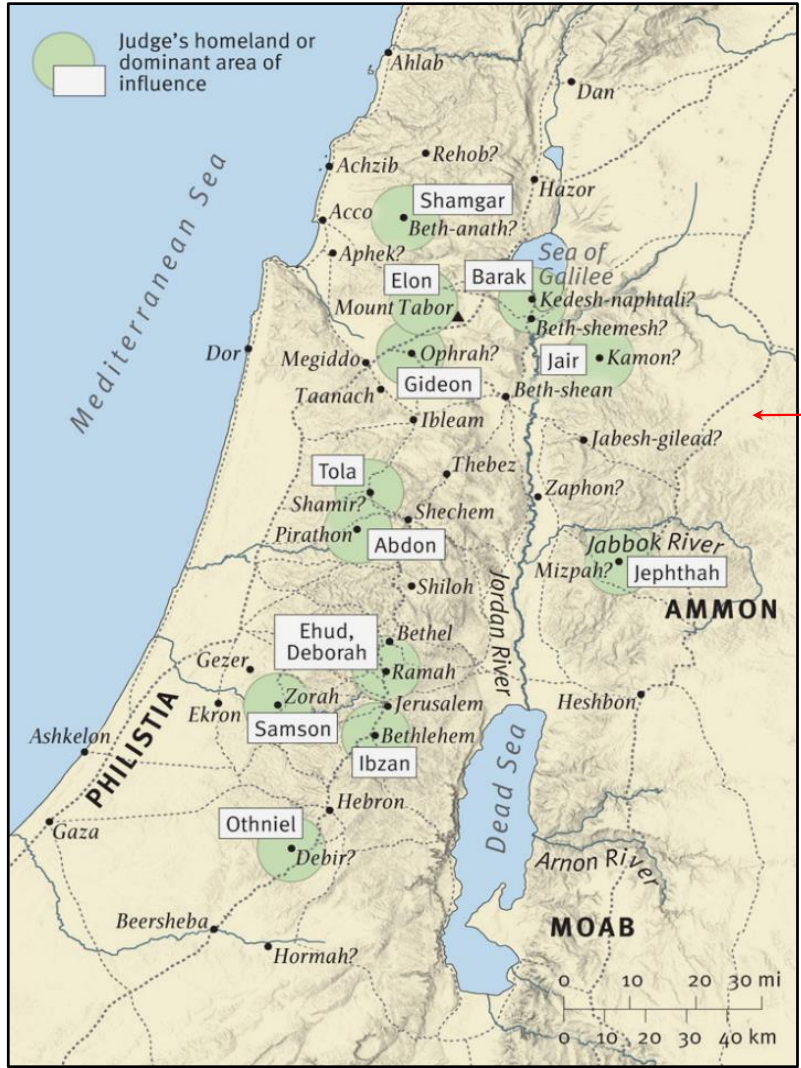 Judge's homeland or
dominant area of
influence
Ahlab
Dan
Mediterranean Sea
Rehob?
Achzib
Hazor
Shamgar
Acco
Beth-anath?
Aphek?
Sea of
Galilee
Elon
Barak
Mount Tabor
Kedesh-naphtali?
Beth-shemesh?
Dor
Megiddo
Ophrah?
Jair
Kamon?
Gideon
Taanach
Beth-shean
Ibleam
Jabesh-gilead?
Tola
Thebez
Shamir?
Zaphon?
Shechem
Pirathon
Abdon
Jabbok River
Mizpah?
Jephthah
Shiloh
Jordan River
AMMON
Ehud,
Deborah
Bethel
Gezer
Ramah
Zorah
Ekron
Jerusalem
Heshbon
Samson
PHILISTIA
Ashkelon
Bethlehem
Ibzan
Dead Sea
Hebron
Gaza
Othniel
Debir?
Arnon River
Beersheba
MOAB
Hormah?
0 10 20 30 mi
0 10 20 30 40 km